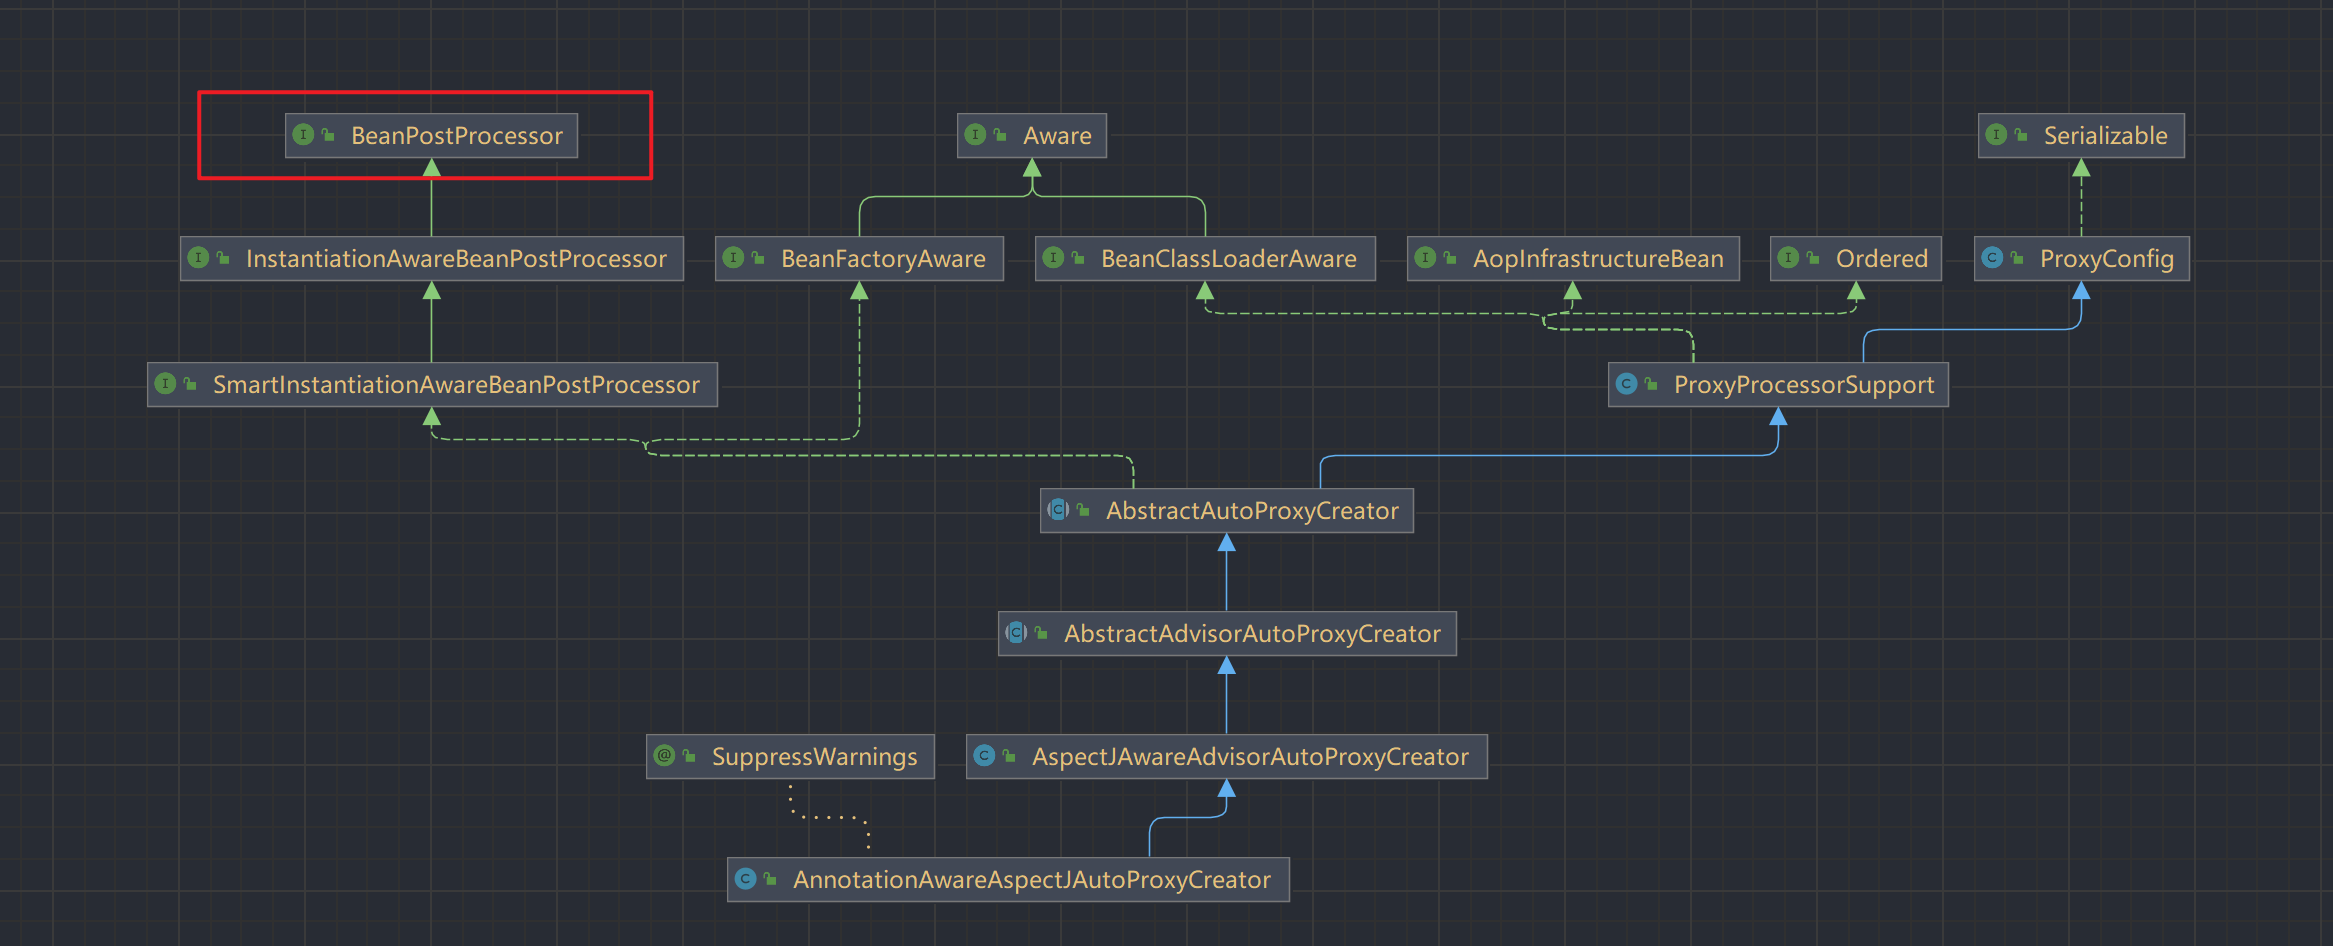 BeanPostProcessor
Aware
Serializable
InstantiationAwareBeanPostProcessor
BeanFactoryAware
BeanClassLoaderAware
AopInfrastructureBean
Ordered
ProxyConfig
SmartInstantiationAwareBeanPostProcessor
ProxyProcessorSupport
AbstractAutoProxyCreator
AbstractAdvisorAutoProxyCreator
SuppressWarnings
AspectJAwareAdvisorAutoProxyCreator
AnnotationAwareAspectJAutoProxyCreator